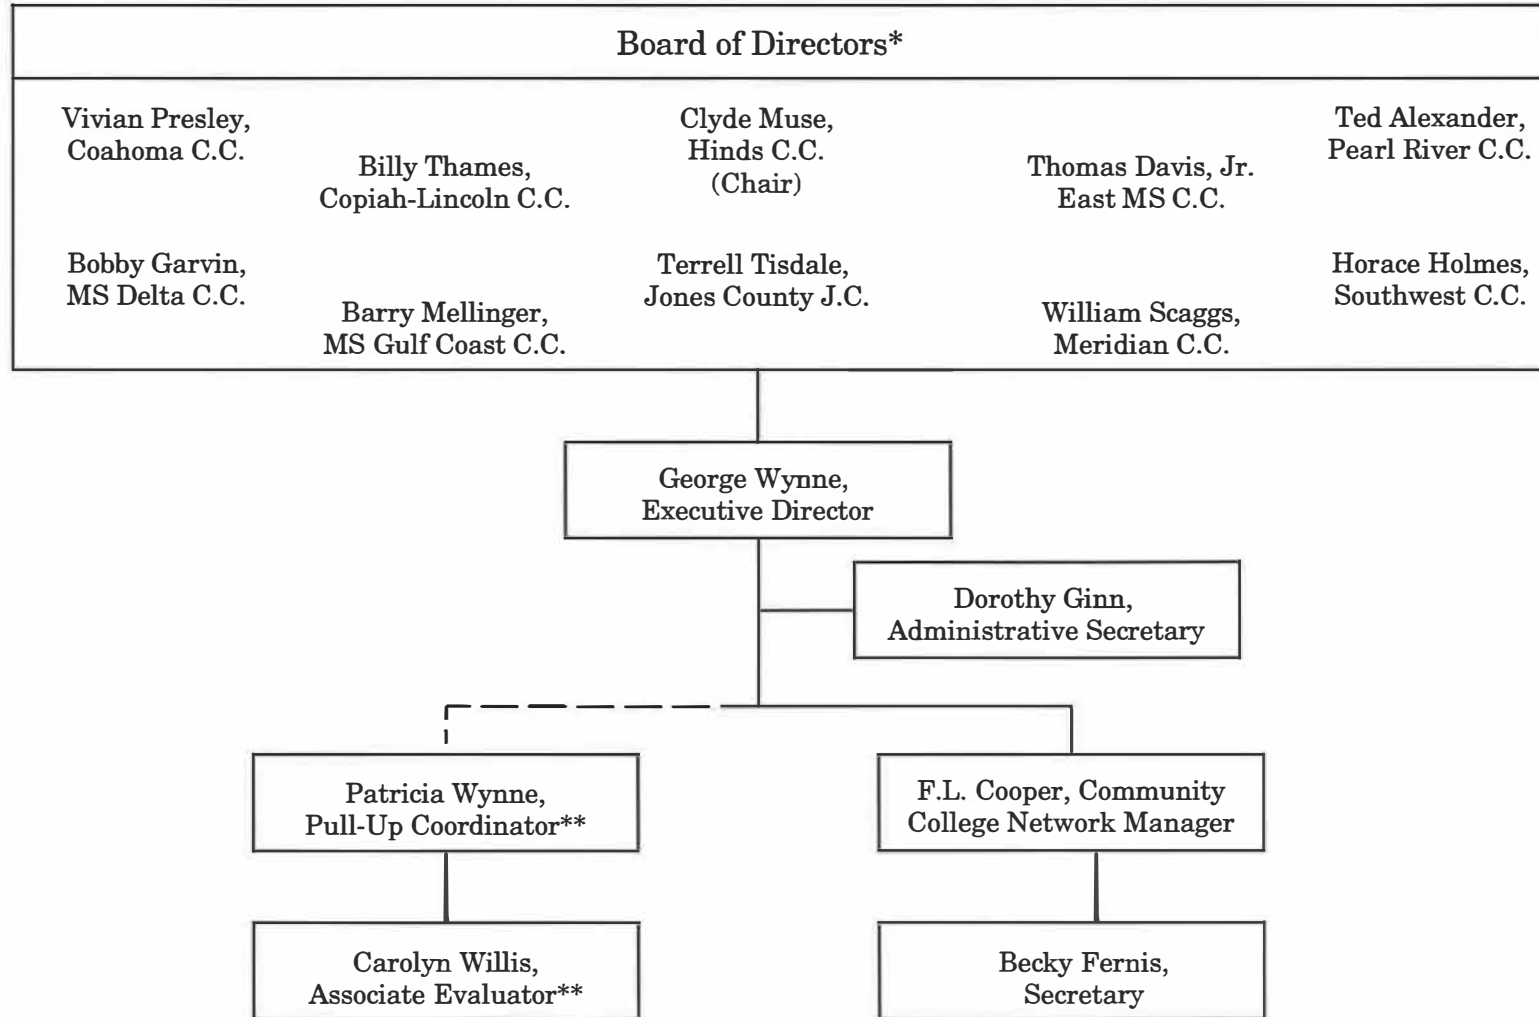 Board of Directors*
Vivian Presley,
Coahoma C.C.
Billy Thames,
Copiah-Lincoln C.C.
Clyde Muse,
Hinds C.C.
(Chair)
Thomas Davis, Jr.
East MS C.C.
Ted Alexander,
Pearl River C.C.
Bobby Garvin,
MS Delta C.C.
Barry Mellinger,
MS Gulf Coast C.C.
Terrell Tisdale,
Jones County J.C.
William Scaggs,
Meridian C.C.
Horace Holmes,
Southwest C.C.
George Wynne,
Executive Director
Dorothy Ginn,
Administrative Secretary
Patricia Wynne,
Pull-Up Coordinator**
F.L. Cooper, Community
College Network Manager
Carolyn Willis,
Associate Evaluator**
Becky Fernis,
Secretary